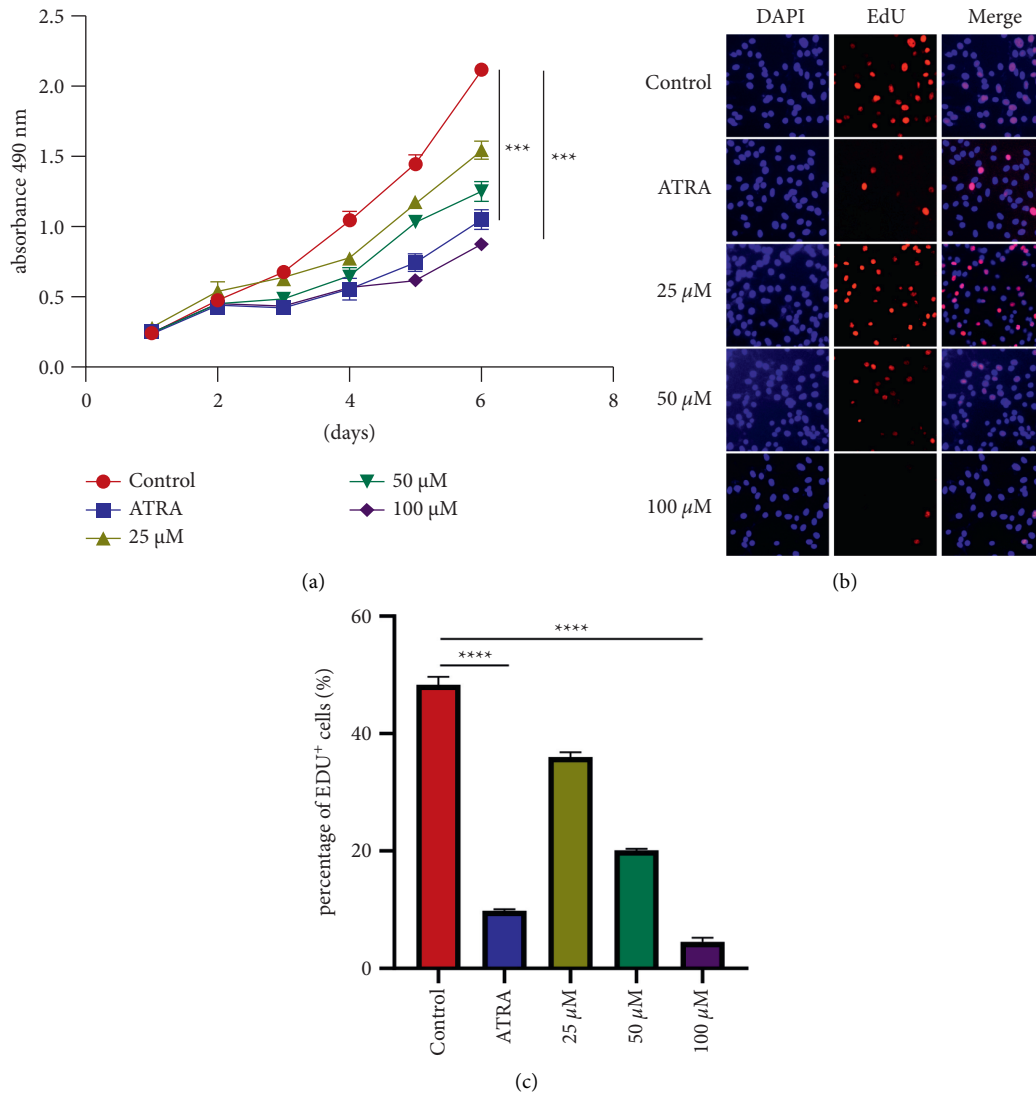 2.5
2.0
1.5
1.0
0.5
0.0
absorbance 490 nm
0
2
4
6
8
(days)
***
***
Control
ATRA
25 μM
50 μM
100 μM
(a)
DAPI
EdU
Merge
Control
ATRA
25 μM
50 μM
100 μM
(b)
60
40
20
0
percentage of EDU⁺ cells (%)
****
****
Control
ATRA
25 μM
50 μM
100 μM
(c)